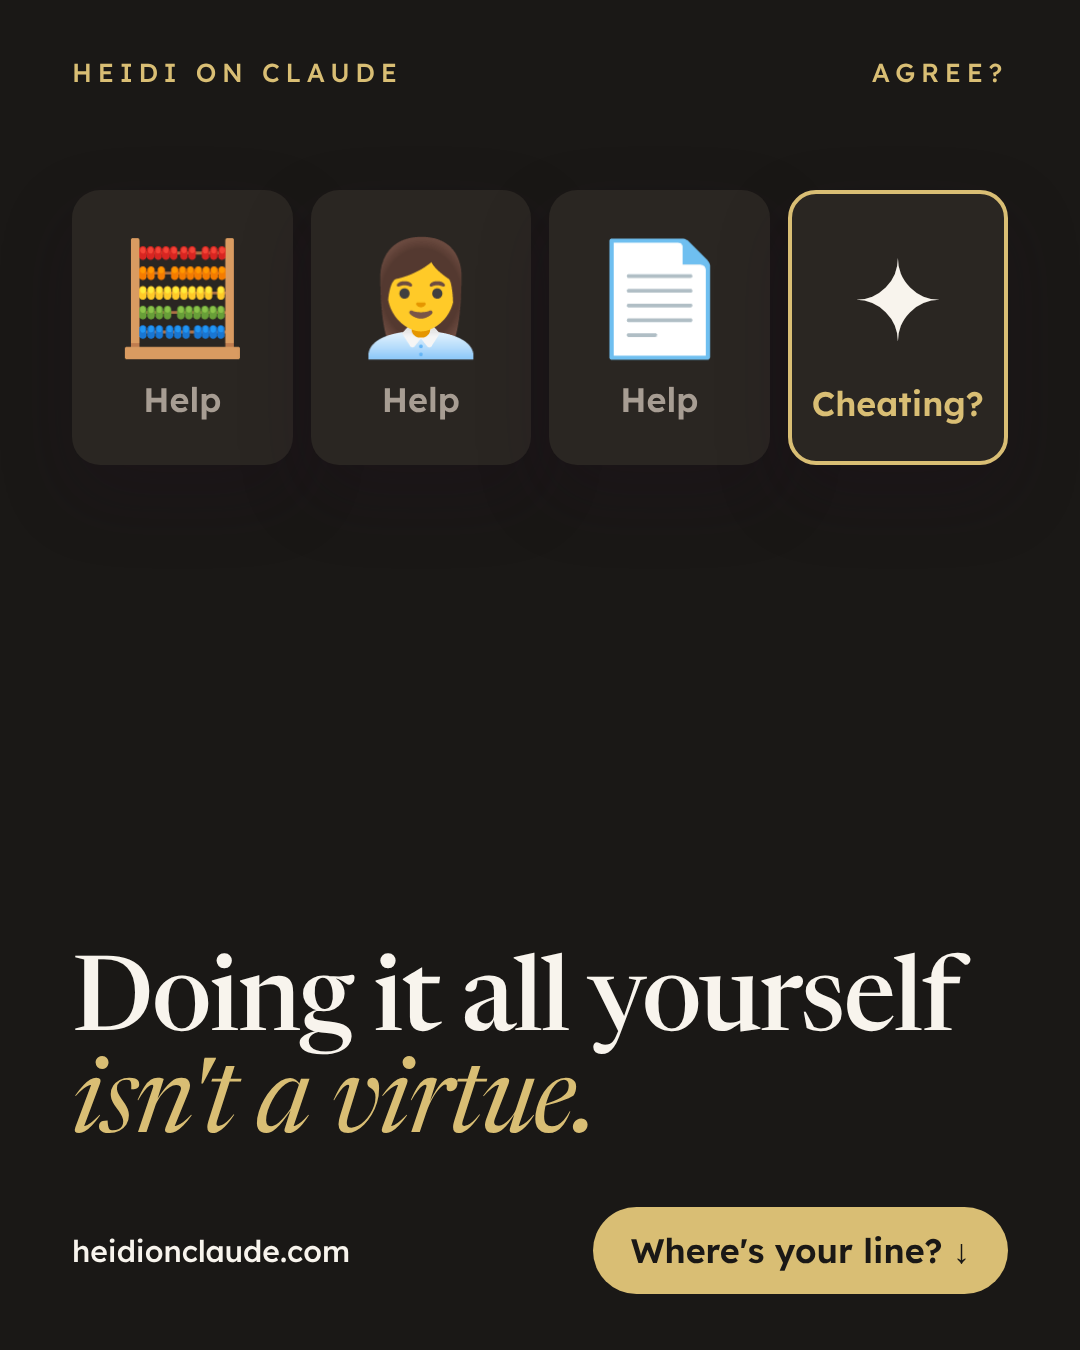 HEIDI ON CLAUDE
AGREE?
Help
Help
Help
Cheating?
Doing it all yourself
isn't a virtue.
heidionclaude.com
Where's your line? ↓